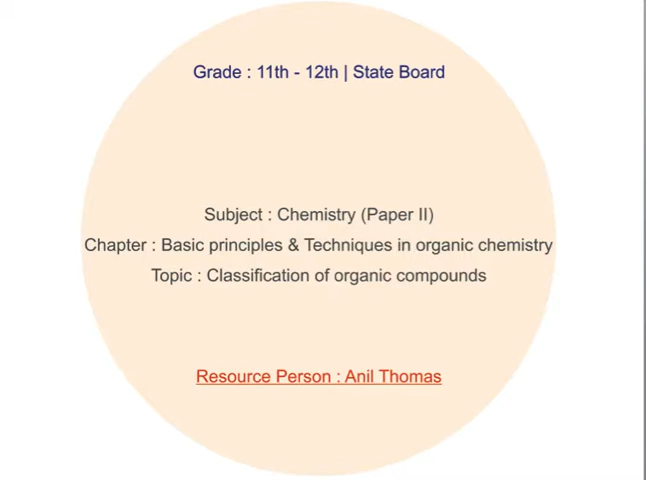 Grade : 11th - 12th | State Board
Subject : Chemistry (Paper II)
Chapter : Basic principles & Techniques in organic chemistry
Topic : Classification of organic compounds
Resource Person : Anil Thomas